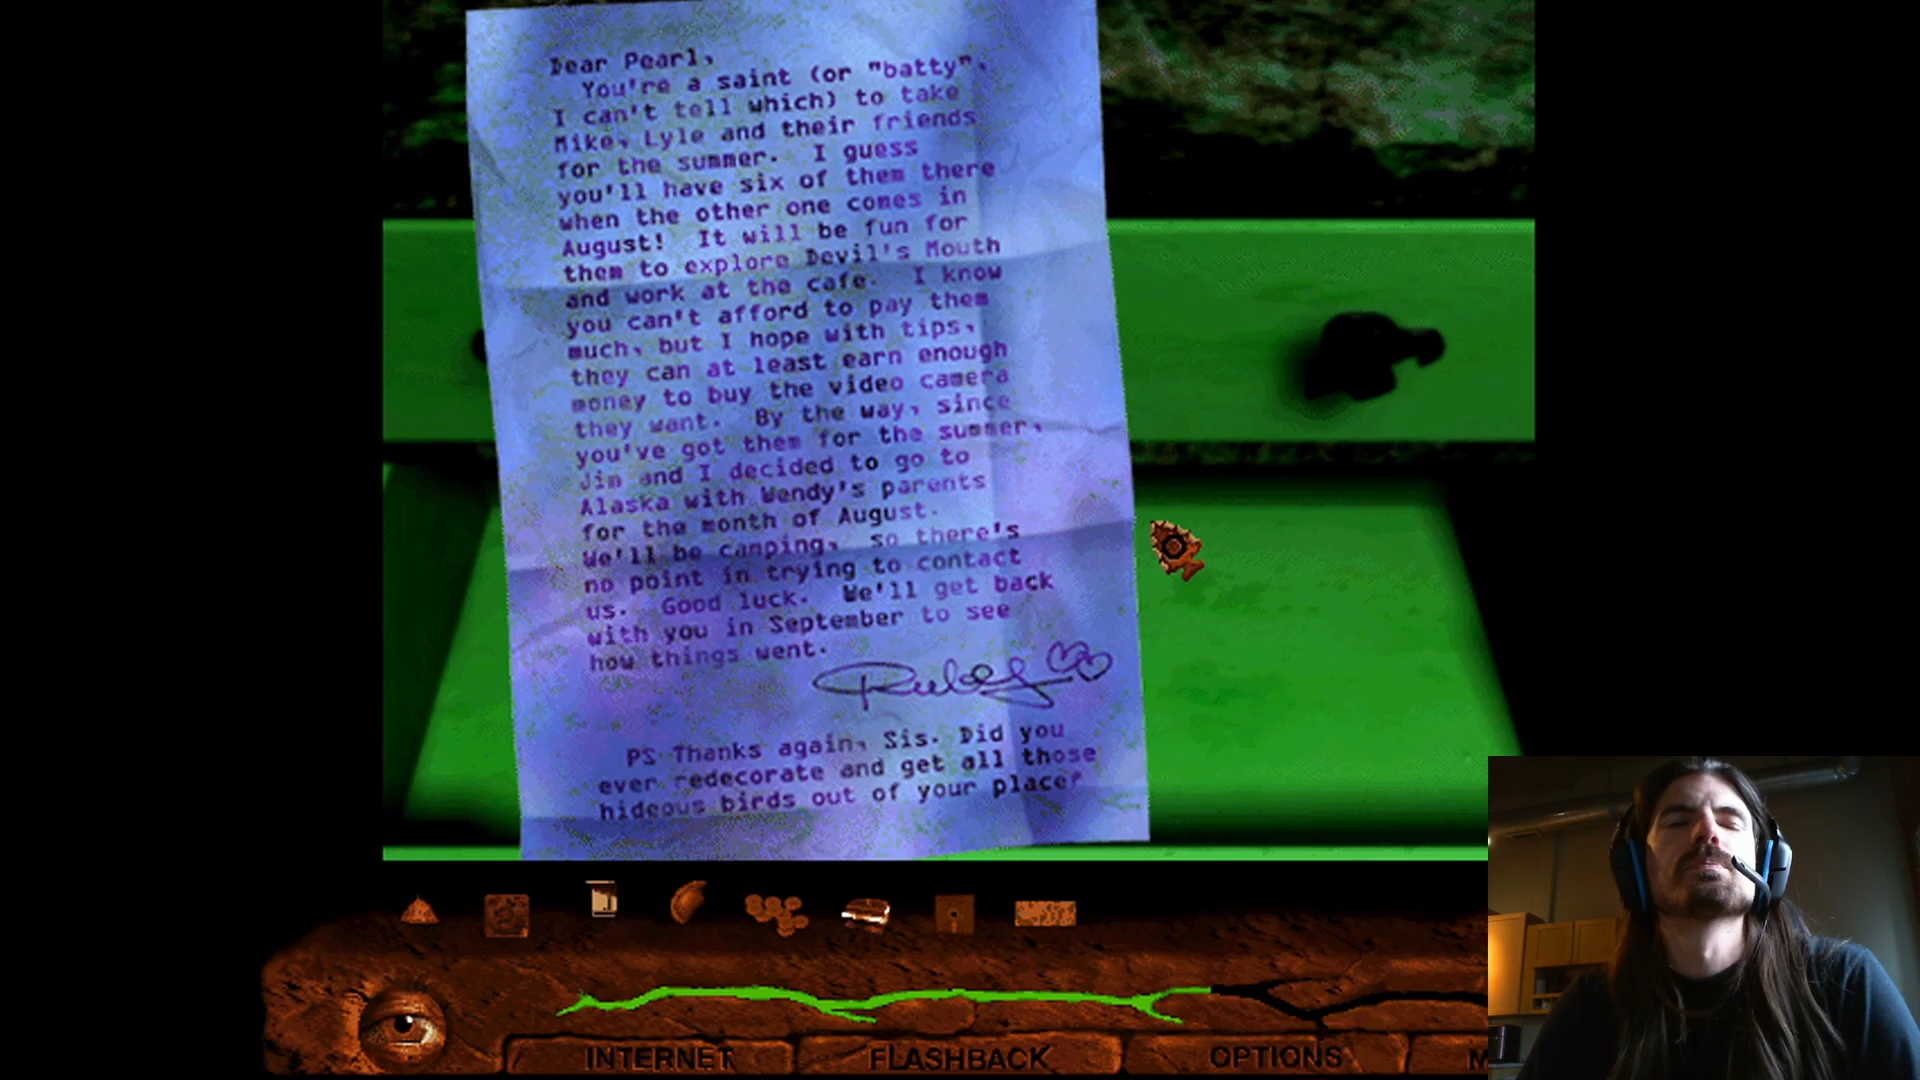 Dear Pearl,
You're a saint (or "batty",
I can't tell which) to take
Mike, Lyle and their friends
for the summer. I guess
you'll have six of them there
when the other one comes in
August! It will be fun for
them to explore Devil's Mouth
and work at the cafe. I know
you can't afford to pay them
much, but I hope with tips,
they can at least earn enough
money to buy the video camera
they want. By the way, since
you've got them for the summer,
Jim and I decided to go to
Alaska with Wendy's parents
for the month of August.
We'll be camping, so there's
no point in trying to contact
us. Good luck. We'll get back
with you in September to see
how things went.
Ruby
PS Thanks again, Sis. Did you
ever redecorate and get all those
hideous birds out of your place?
INTERNET FLASHBACK OPTIONS M